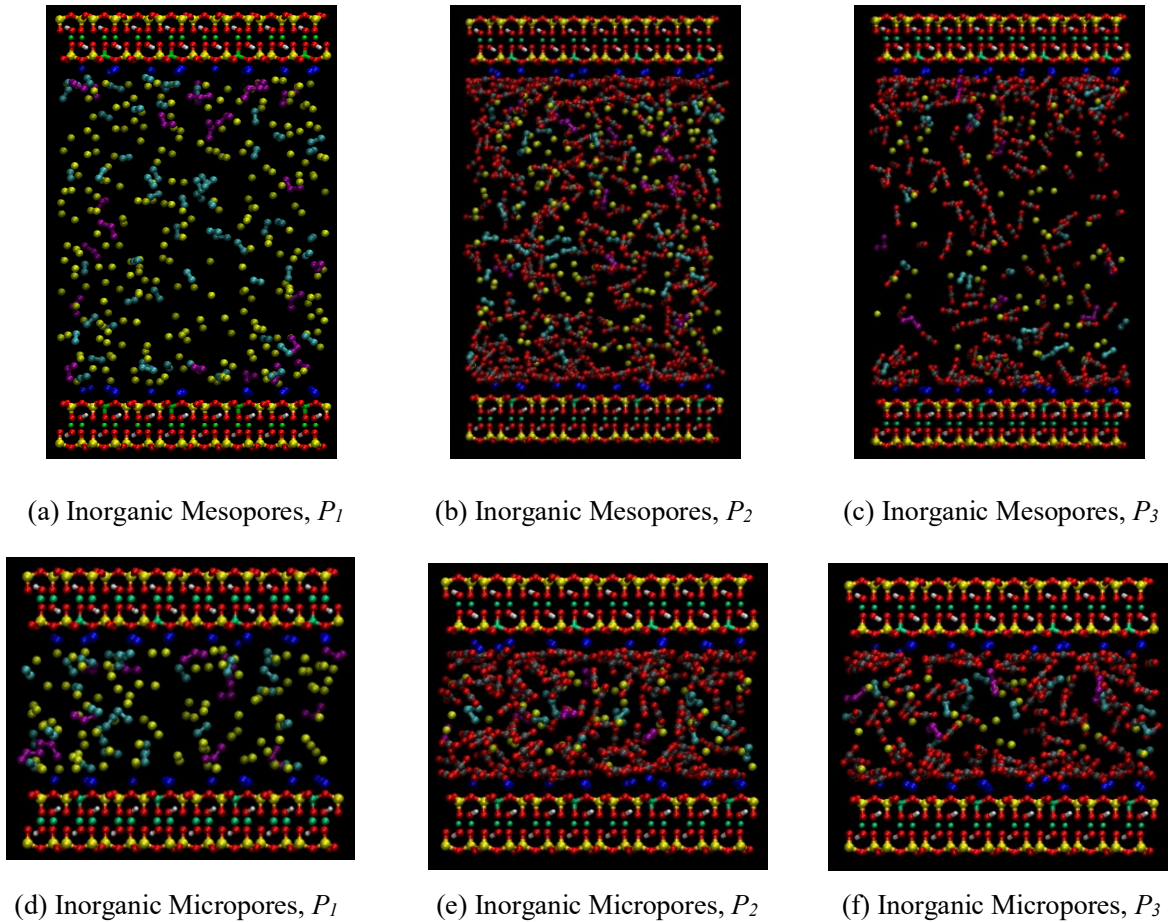 (a) Inorganic Mesopores, P1
(b) Inorganic Mesopores, P2
(c) Inorganic Mesopores, P3
(d) Inorganic Micropores, P1
(e) Inorganic Micropores, P2
(f) Inorganic Micropores, P3